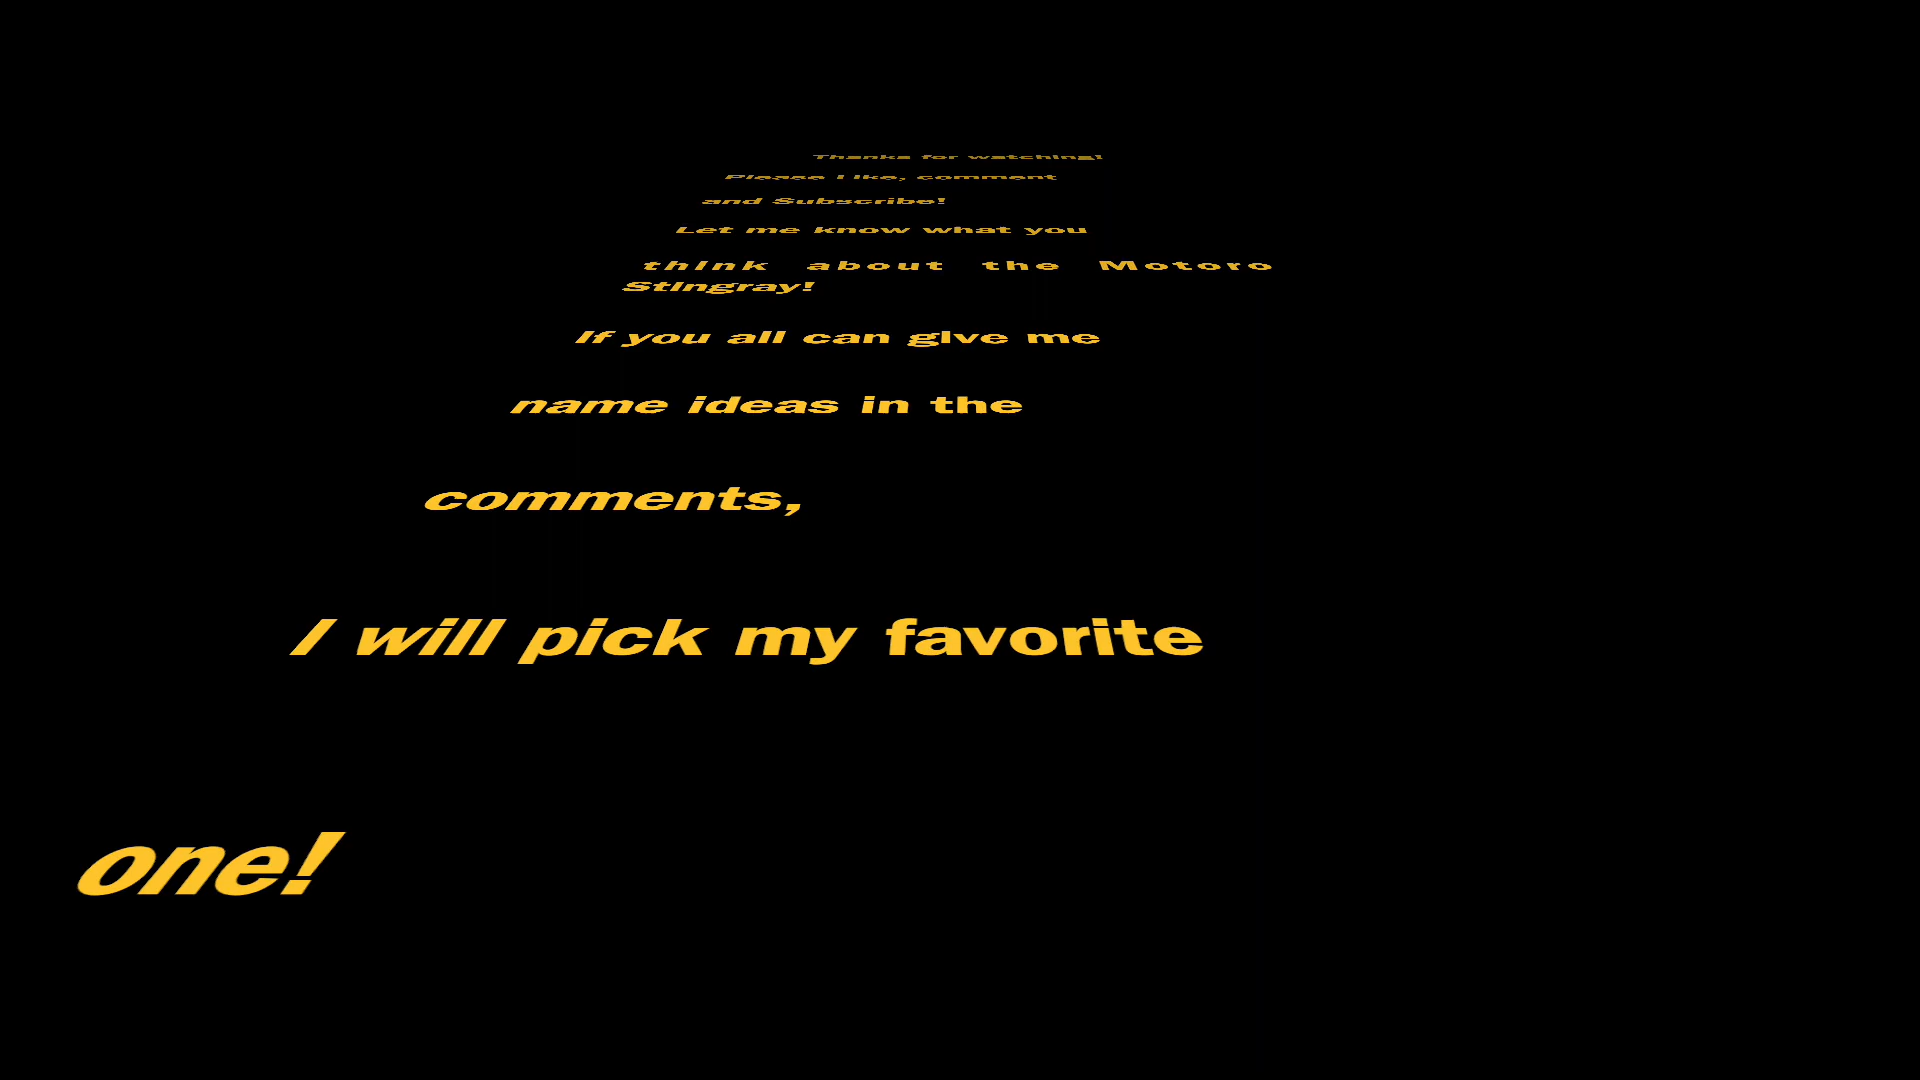 Thanks for watching!
Please like, comment
and Subscribe!
Let me know what you
think about the Motoro
Stingray!
If you all can give me
name ideas in the
comments,
I will pick my favorite
one!